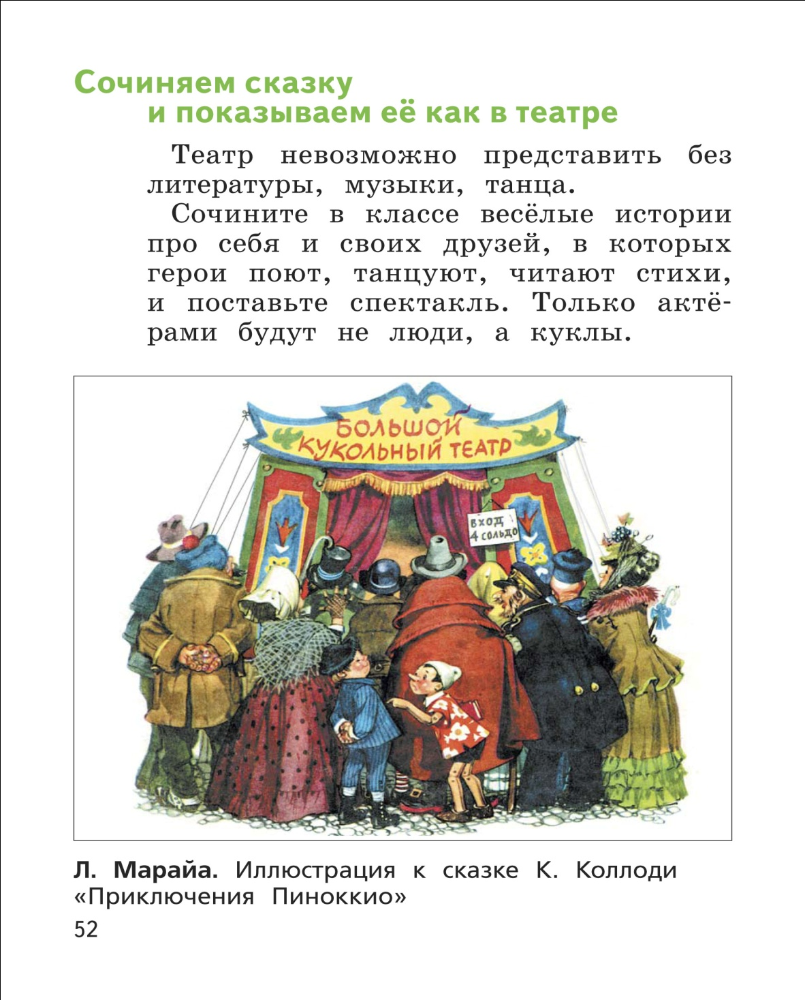 Сочиняем сказку
и показываем её как в театре
Театр невозможно представить без
литературы, музыки, танца.
Сочините в классе весёлые истории
про себя и своих друзей, в которых
герои поют, танцуют, читают стихи,
и поставьте спектакль. Только актё-
рами будут не люди, а куклы.
БОЛЬШОЙ
КУКОЛЬНЫЙ ТЕАТР
ВХОД
4 СОЛЬДО
Л. Марайа. Иллюстрация к сказке К. Коллоди
«Приключения Пиноккио»
52